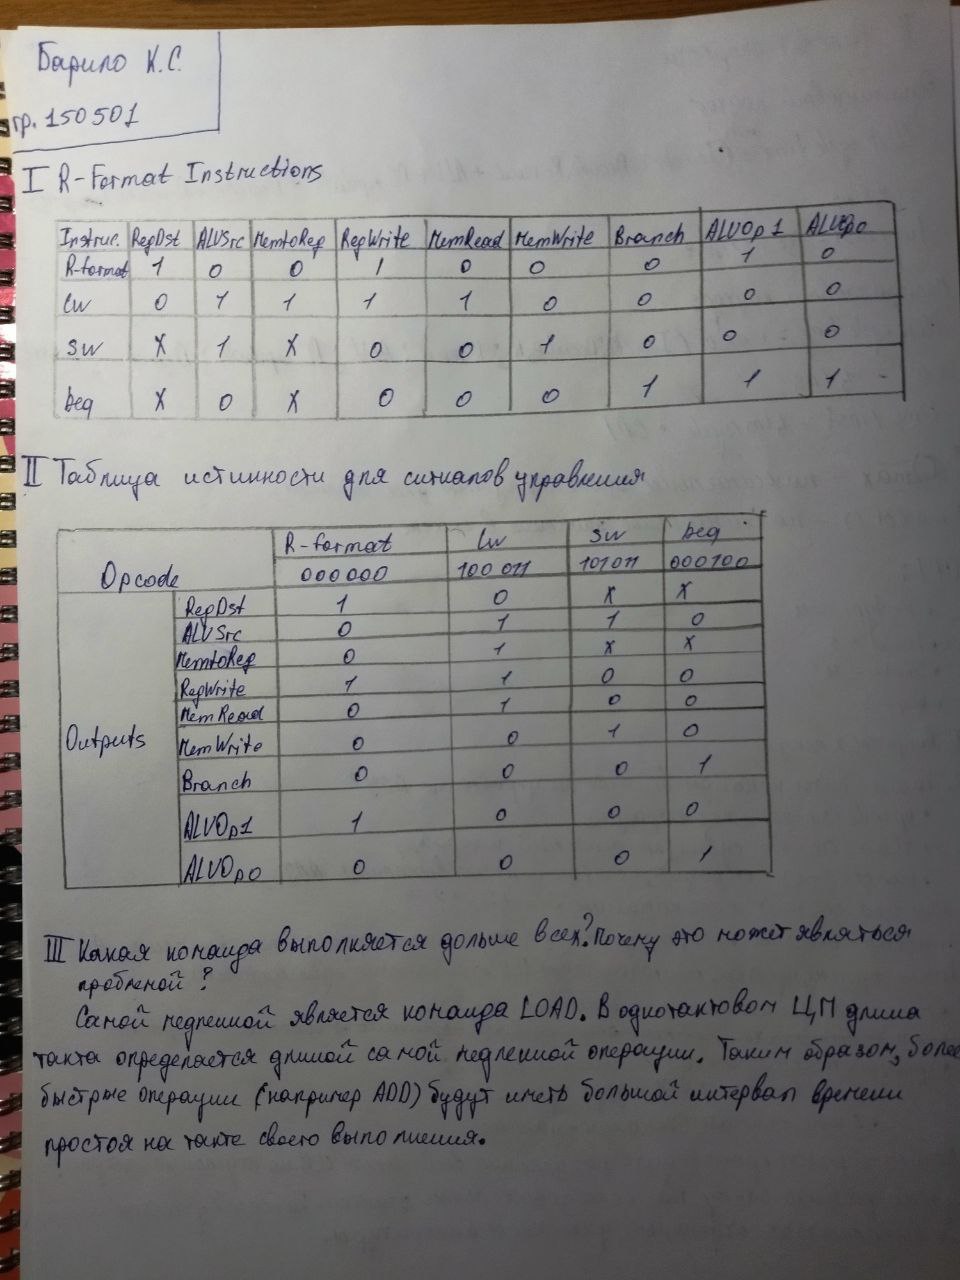 Барило К.С.
гр. 150501
I R-Format Instructions
Instruc. RegDst ALUSrc MemtoReg RegWrite MemRead MemWrite Branch ALUOp1 ALUOp0
R-format 1 0 0 1 0 0 0 1 0
lw 0 1 1 1 1 0 0 0 0
sw X 1 X 0 0 1 0 0 0
beq X 0 X 0 0 0 1 1 1
II Таблица истинности для сигналов управления
R-format lw sw beq
Opcode 000000 100011 101011 000100
RegDst 1 0 X X
ALUSrc 0 1 1 0
MemtoReg 0 1 X X
RegWrite 1 1 0 0
MemRead 0 1 0 0
Outputs MemWrite 0 0 1 0
Branch 0 0 0 1
ALUOp1 1 0 0 0
ALUOp0 0 0 0 1
III Какая команда выполняется дольше всех? Почему это может являться
проблемой?
Самой медленной является команда LOAD. В однотактовом ЦП длина
такта определается длиной самой медленной операции. Таким образом, более
быстрые операции (например ADD) будут иметь большой интервал времени
простоя на такте своего выполнения.